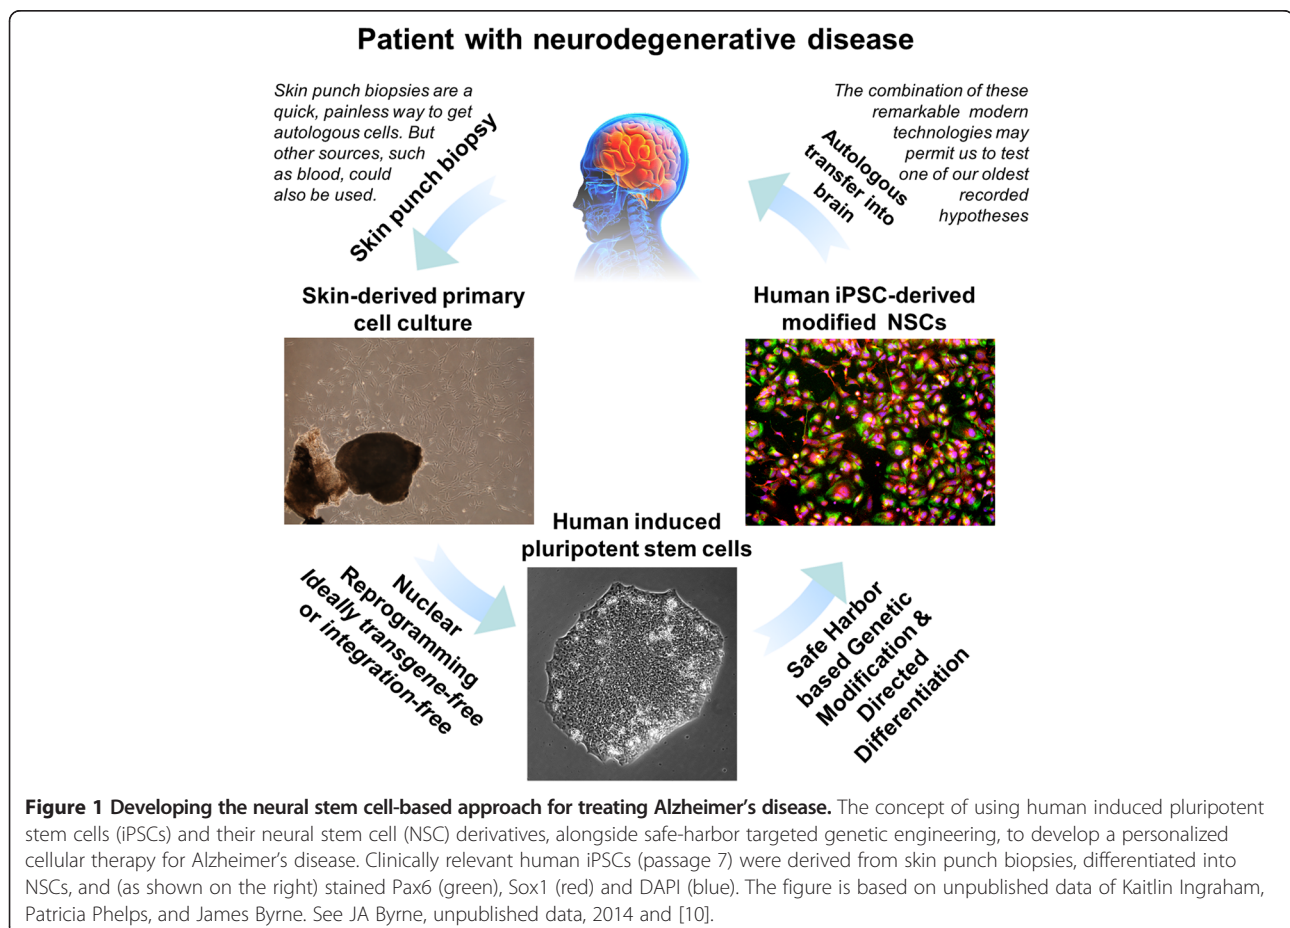 Patient with neurodegenerative disease
Skin punch biopsies are a
quick, painless way to get
autologous cells. But
other sources, such
as blood, could
also be used.
Skin punch biopsy
The combination of these
remarkable modern
technologies may
permit us to test
one of our oldest
recorded
hypotheses
Autologous
transfer into
brain
Skin-derived primary
cell culture
Human iPSC-derived
modified NSCs
Human induced
pluripotent stem cells
Nuclear
Reprogramming
Ideally transgene-free
or integration-free
Safe Harbor
based Genetic
Modification &
Directed
Differentiation
Figure 1 Developing the neural stem cell-based approach for treating Alzheimer's disease. The concept of using human induced pluripotent
stem cells (iPSCs) and their neural stem cell (NSC) derivatives, alongside safe-harbor targeted genetic engineering, to develop a personalized
cellular therapy for Alzheimer's disease. Clinically relevant human iPSCs (passage 7) were derived from skin punch biopsies, differentiated into
NSCs, and (as shown on the right) stained Pax6 (green), Sox1 (red) and DAPI (blue). The figure is based on unpublished data of Kaitlin Ingraham,
Patricia Phelps, and James Byrne. See JA Byrne, unpublished data, 2014 and [10].